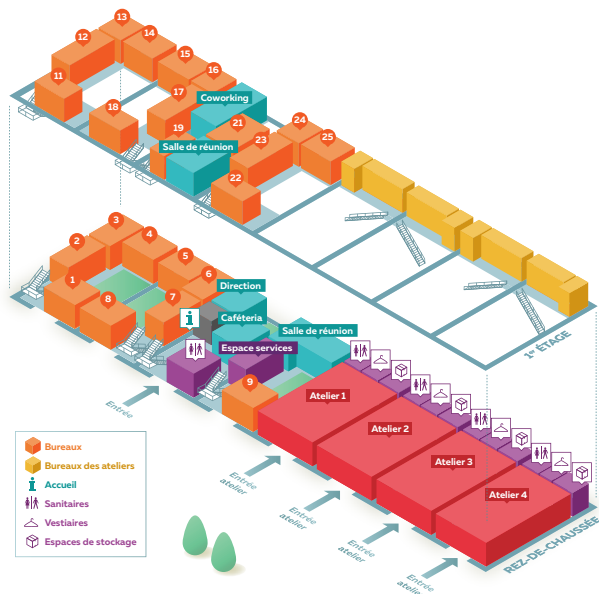 13
12
14
15
16
11
17
Coworking
18
19
21
24
Salle de réunion
23
25
22
1er ÉTAGE
3
2
4
5
6
1
Direction
7
8
Caféteria
Salle de réunion
Espace services
9
Entrée
Atelier 1
Atelier 2
Atelier 3
Atelier 4
Entrée
atelier
Entrée
atelier
Entrée
atelier
Entrée
atelier
REZ-DE-CHAUSSÉE
Bureaux
Bureaux des ateliers
Accueil
Sanitaires
Vestiaires
Espaces de stockage